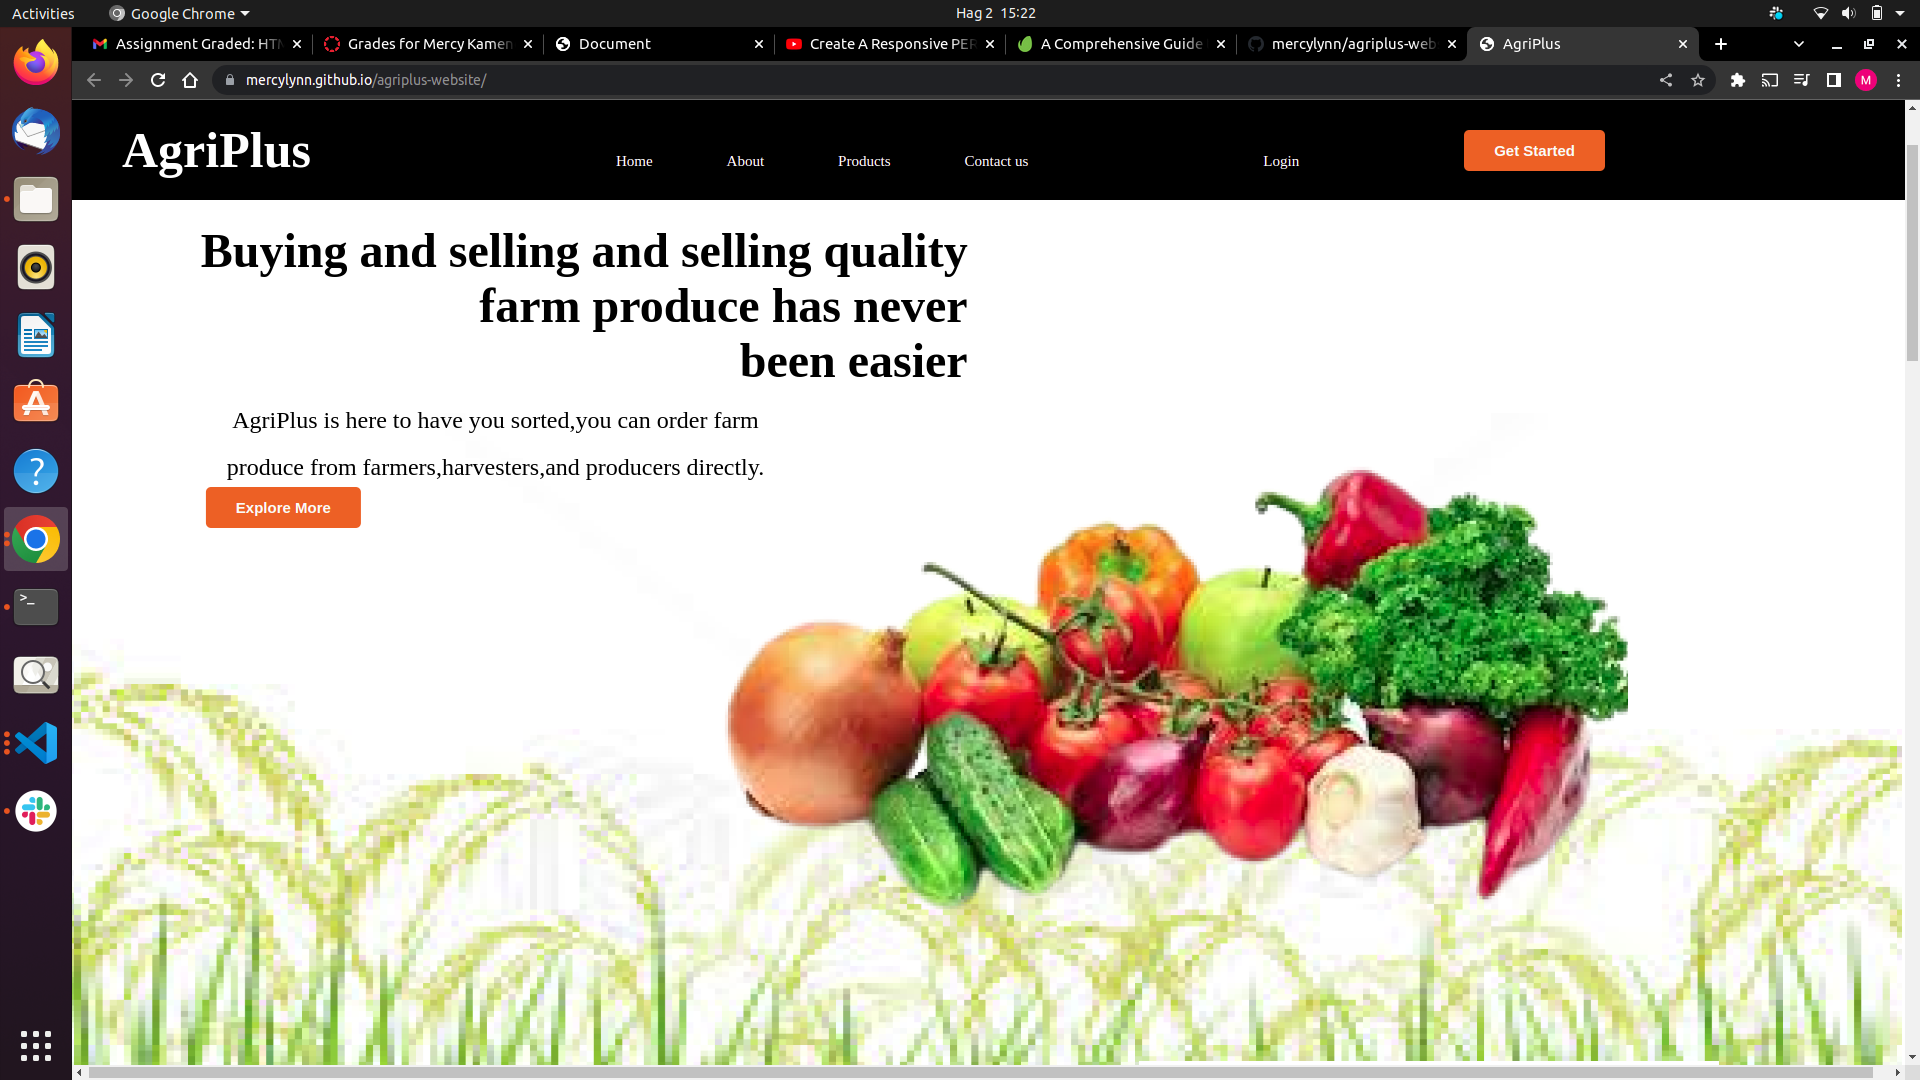 Activities
Google Chrome
Hag 2 15:22
Assignment Graded: HTM
Grades for Mercy Kamen
Document
Create A Responsive PER
A Comprehensive Guide
mercylynn/agriplus-web
AgriPlus
mercylynn.github.io/agriplus-website/
M
AgriPlus
Home
About
Products
Contact us
Login
Get Started
Buying and selling and selling quality
farm produce has never
been easier
AgriPlus is here to have you sorted,you can order farm
produce from farmers,harvesters,and producers directly.
Explore More